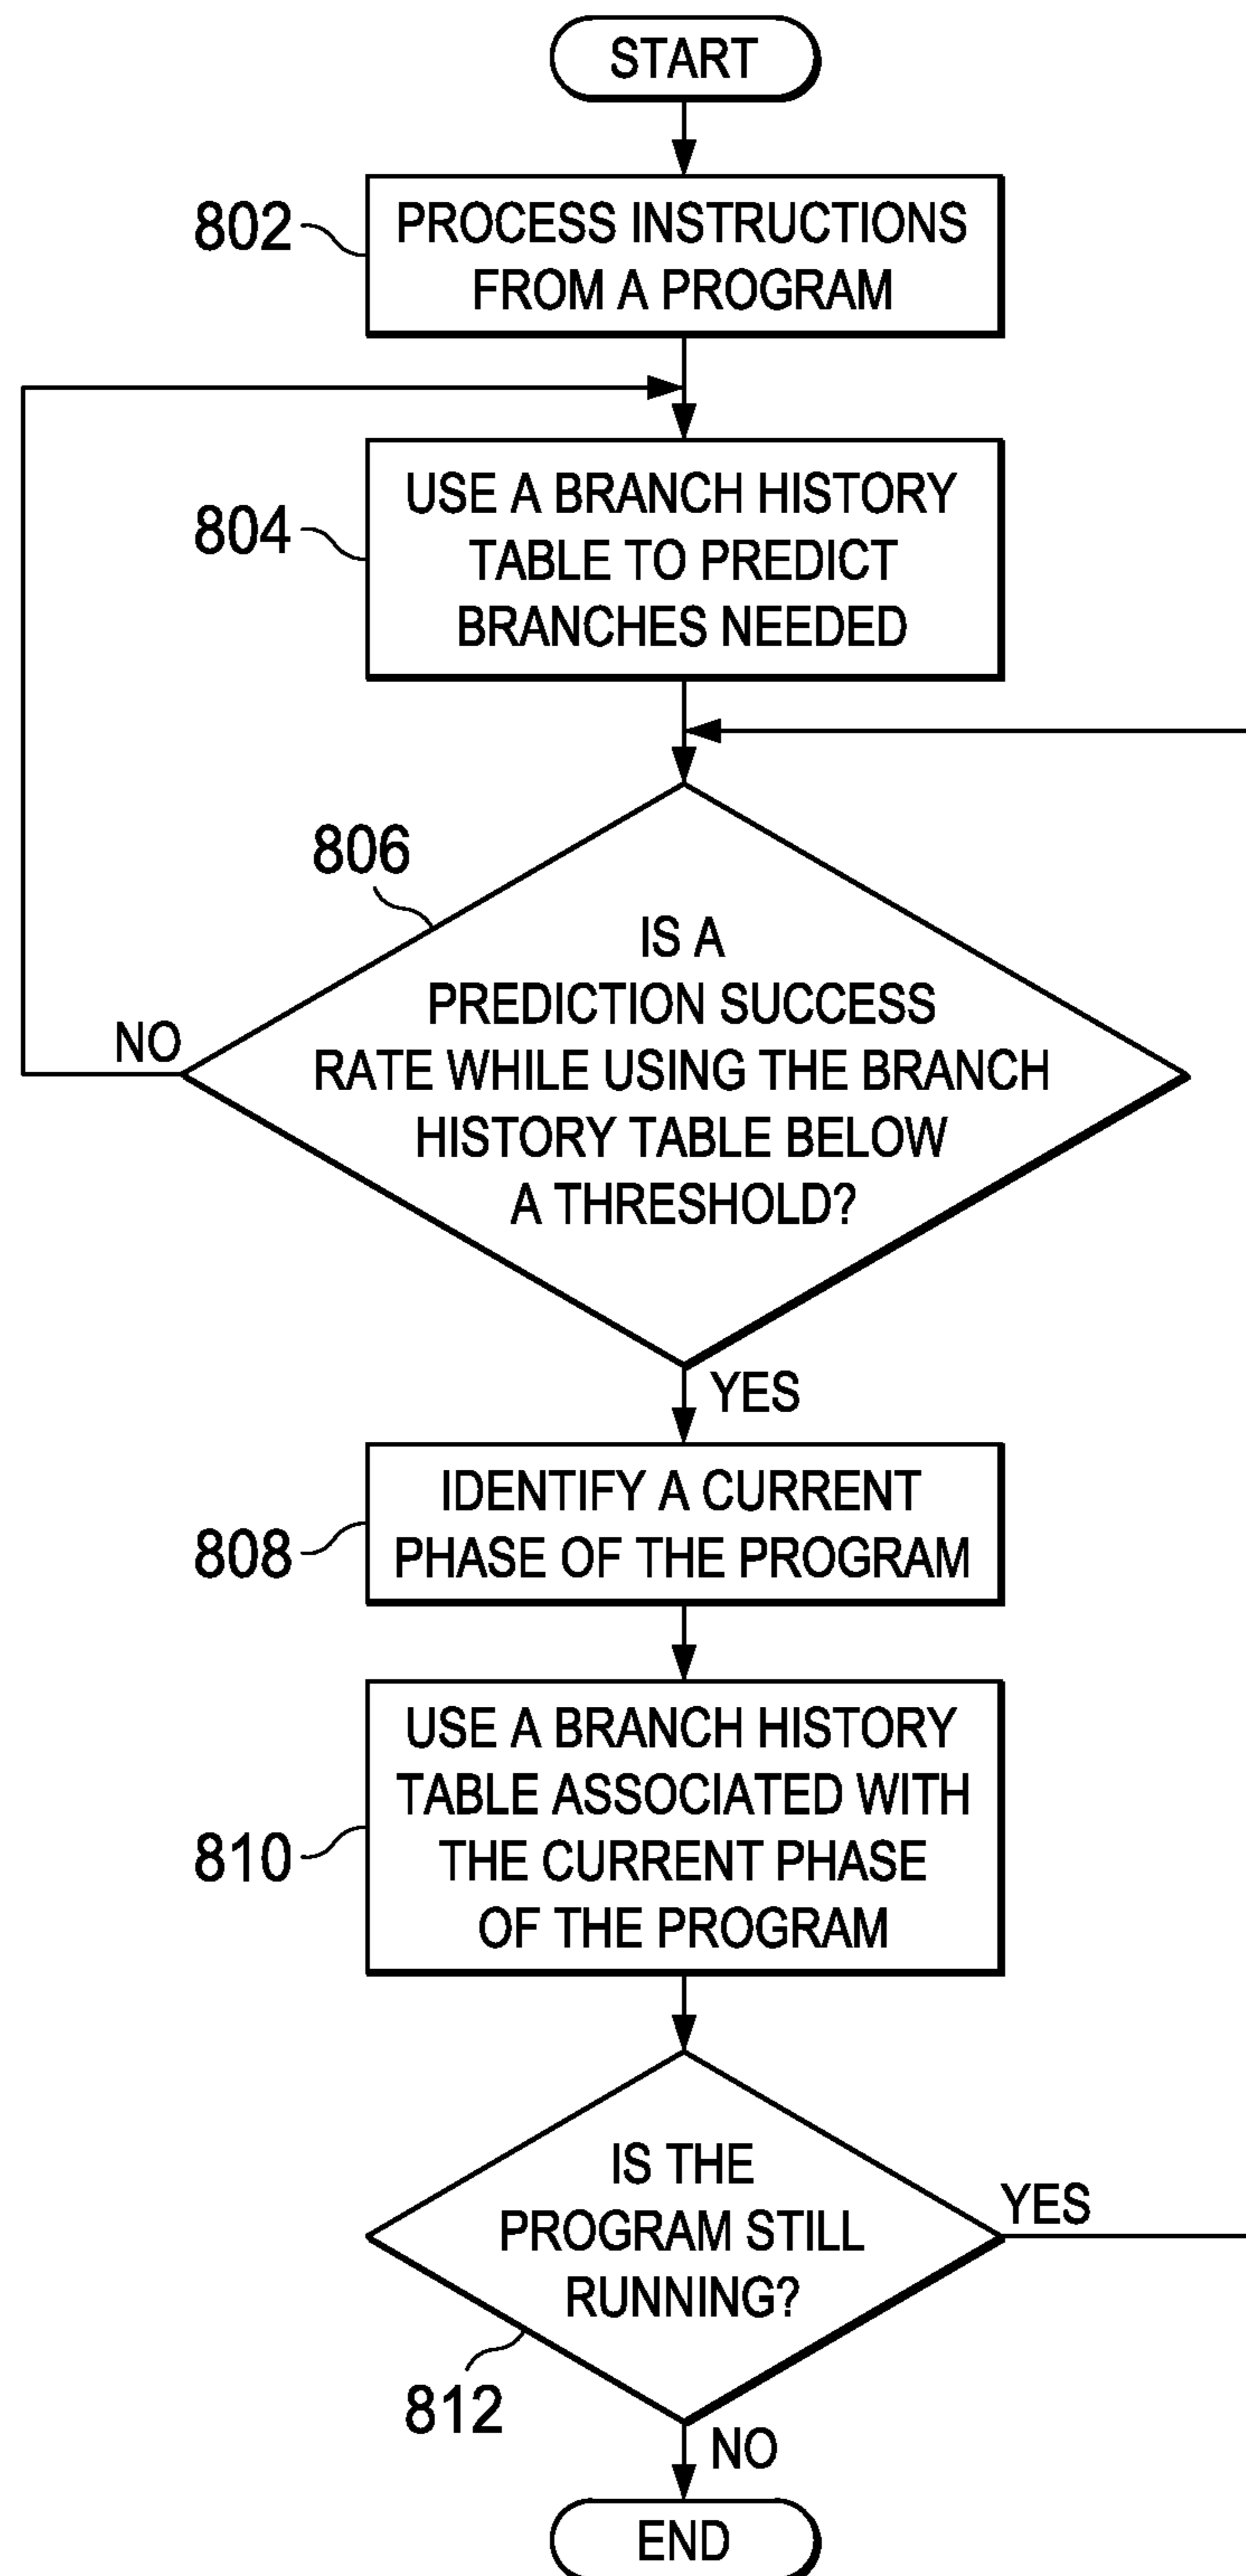 START
802
PROCESS INSTRUCTIONS
FROM A PROGRAM
804
USE A BRANCH HISTORY
TABLE TO PREDICT
BRANCHES NEEDED
806
IS A
PREDICTION SUCCESS
RATE WHILE USING THE BRANCH
HISTORY TABLE BELOW
A THRESHOLD?
NO
YES
808
IDENTIFY A CURRENT
PHASE OF THE PROGRAM
810
USE A BRANCH HISTORY
TABLE ASSOCIATED WITH
THE CURRENT PHASE
OF THE PROGRAM
IS THE
PROGRAM STILL
RUNNING?
YES
812
NO
END